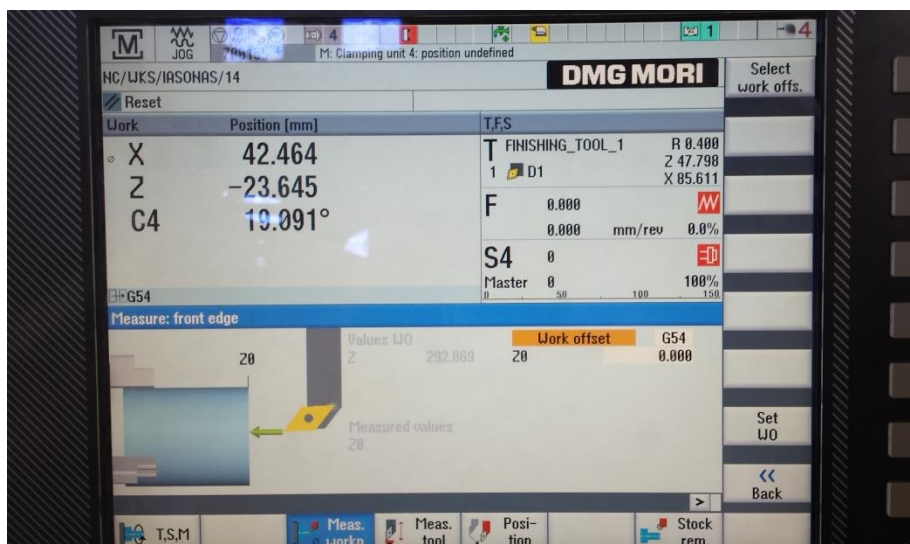 M JOG 4 1 4
M: Clamping unit 4: position undefined
NC/WKS/IASONAS/14
DMG MORI
Select
work offs.
Reset
Work Position [mm] T,F,S
X 42.464
Z -23.645
C4 19.091°
T FINISHING_TOOL_1 R 0.400
1 D1 Z 47.798
X 85.611
F 0.000
0.000 mm/rev 0.0%
S4 0
Master 0 100%
0 50 100 150
G54
Measure: front edge
Z0
Values WO
Z 292.869
Work offset G54
Z0 0.000
Measured values
Z0
Set
WO
«
Back
>
T,S,M
Meas.
workp.
Meas.
tool
Posi-
tion
Stock
rem.